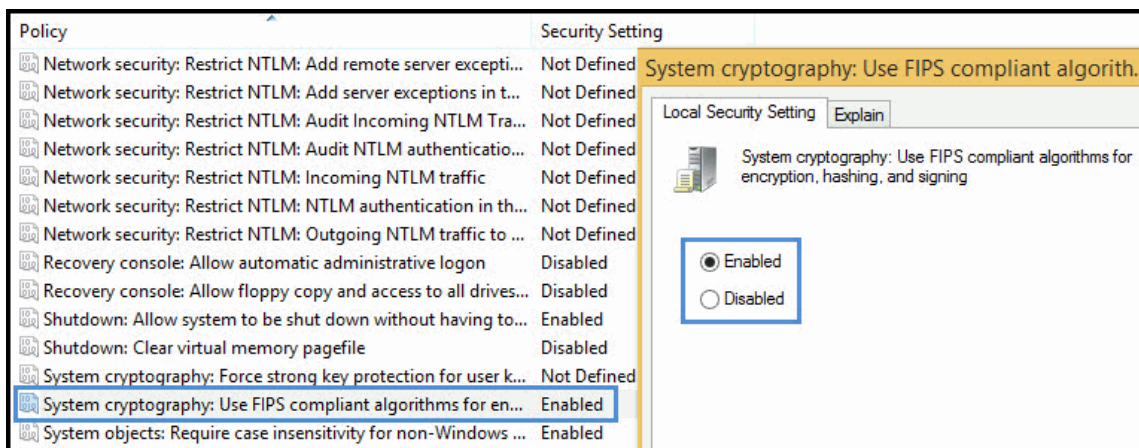 Policy Security Setting
Network security: Restrict NTLM: Add remote server excepti... Not Defined
Network security: Restrict NTLM: Add server exceptions in t... Not Defined
Network security: Restrict NTLM: Audit Incoming NTLM Tra... Not Defined
Network security: Restrict NTLM: Audit NTLM authenticatio... Not Defined
Network security: Restrict NTLM: Incoming NTLM traffic Not Defined
Network security: Restrict NTLM: NTLM authentication in th... Not Defined
Network security: Restrict NTLM: Outgoing NTLM traffic to ... Not Defined
Recovery console: Allow automatic administrative logon Disabled
Recovery console: Allow floppy copy and access to all drives... Disabled
Shutdown: Allow system to be shut down without having to... Enabled
Shutdown: Clear virtual memory pagefile Disabled
System cryptography: Force strong key protection for user k... Not Defined
System cryptography: Use FIPS compliant algorithms for en... Enabled
System objects: Require case insensitivity for non-Windows ... Enabled
System cryptography: Use FIPS compliant algorith...
Local Security Setting Explain
System cryptography: Use FIPS compliant algorithms for
encryption, hashing, and signing
Enabled
Disabled